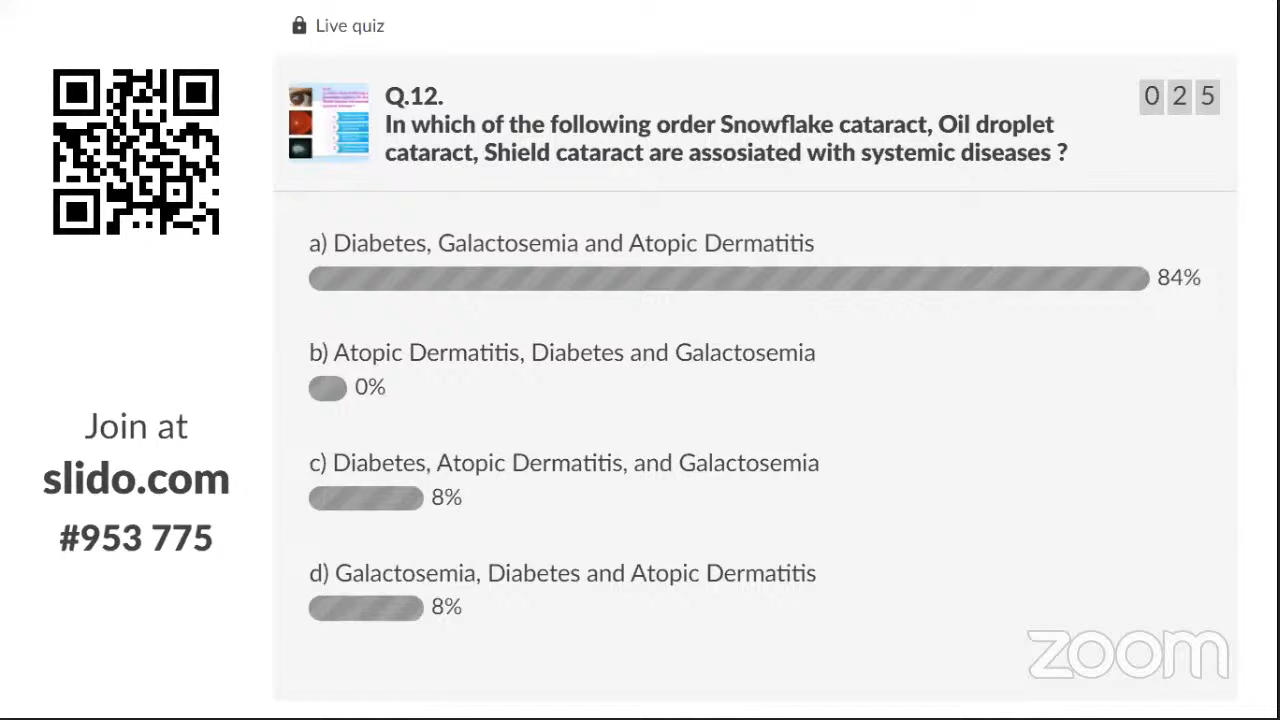 Live quiz
Q.12.
In which of the following order Snowflake cataract, Oil droplet
cataract, Shield cataract are assosiated with systemic diseases ?
0 2 5
a) Diabetes, Galactosemia and Atopic Dermatitis
84%
b) Atopic Dermatitis, Diabetes and Galactosemia
0%
c) Diabetes, Atopic Dermatitis, and Galactosemia
8%
d) Galactosemia, Diabetes and Atopic Dermatitis
8%
Join at
slido.com
#953 775
zoom